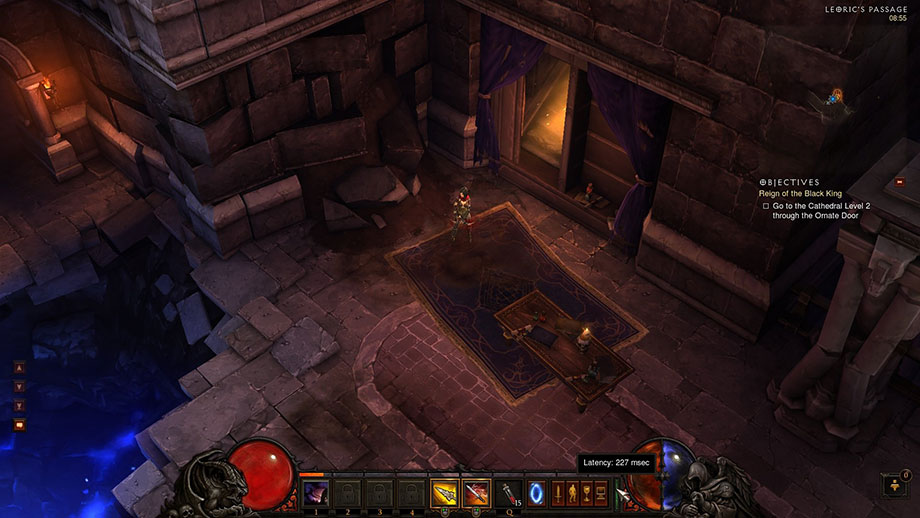 LEORIC'S PASSAGE
08:55
OBJECTIVES
Reign of the Black King
Go to the Cathedral Level 2
through the Ornate Door
Latency: 227 msec
0
15
1 2 3 4 Q